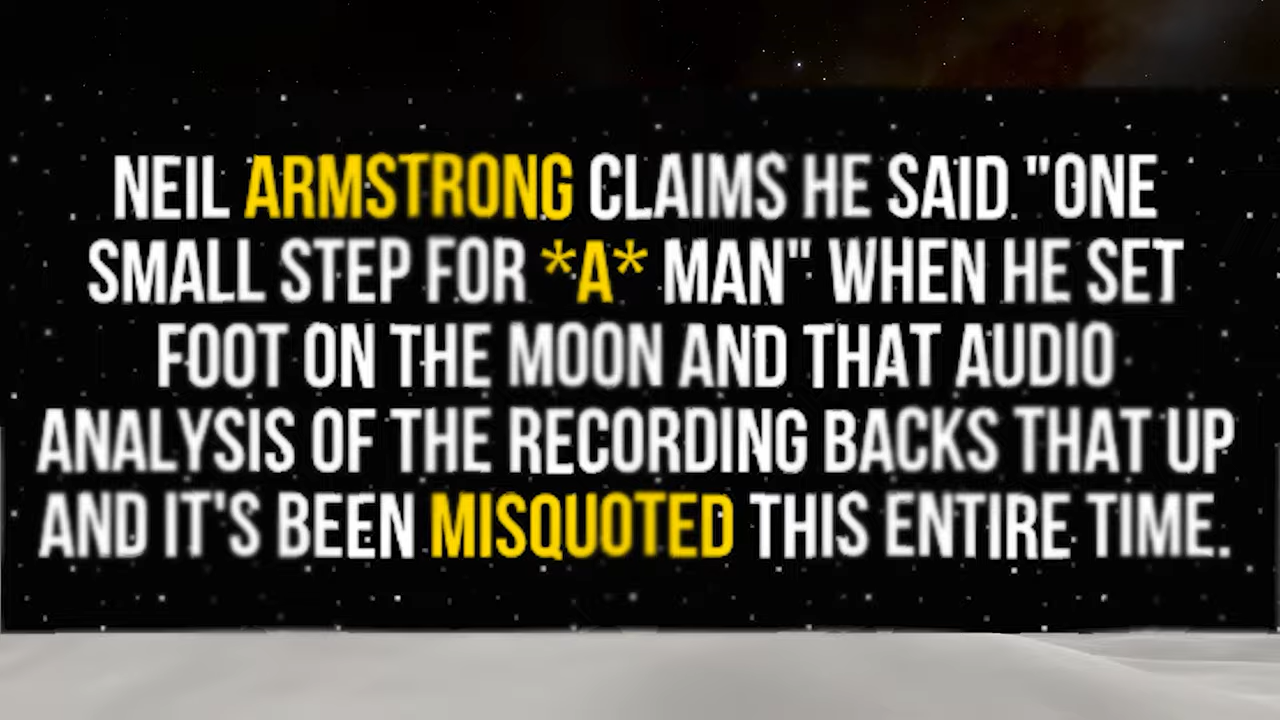 NEIL ARMSTRONG CLAIMS HE SAID "ONE
SMALL STEP FOR *A* MAN" WHEN HE SET
FOOT ON THE MOON AND THAT AUDIO
ANALYSIS OF THE RECORDING BACKS THAT UP
AND IT'S BEEN MISQUOTED THIS ENTIRE TIME.